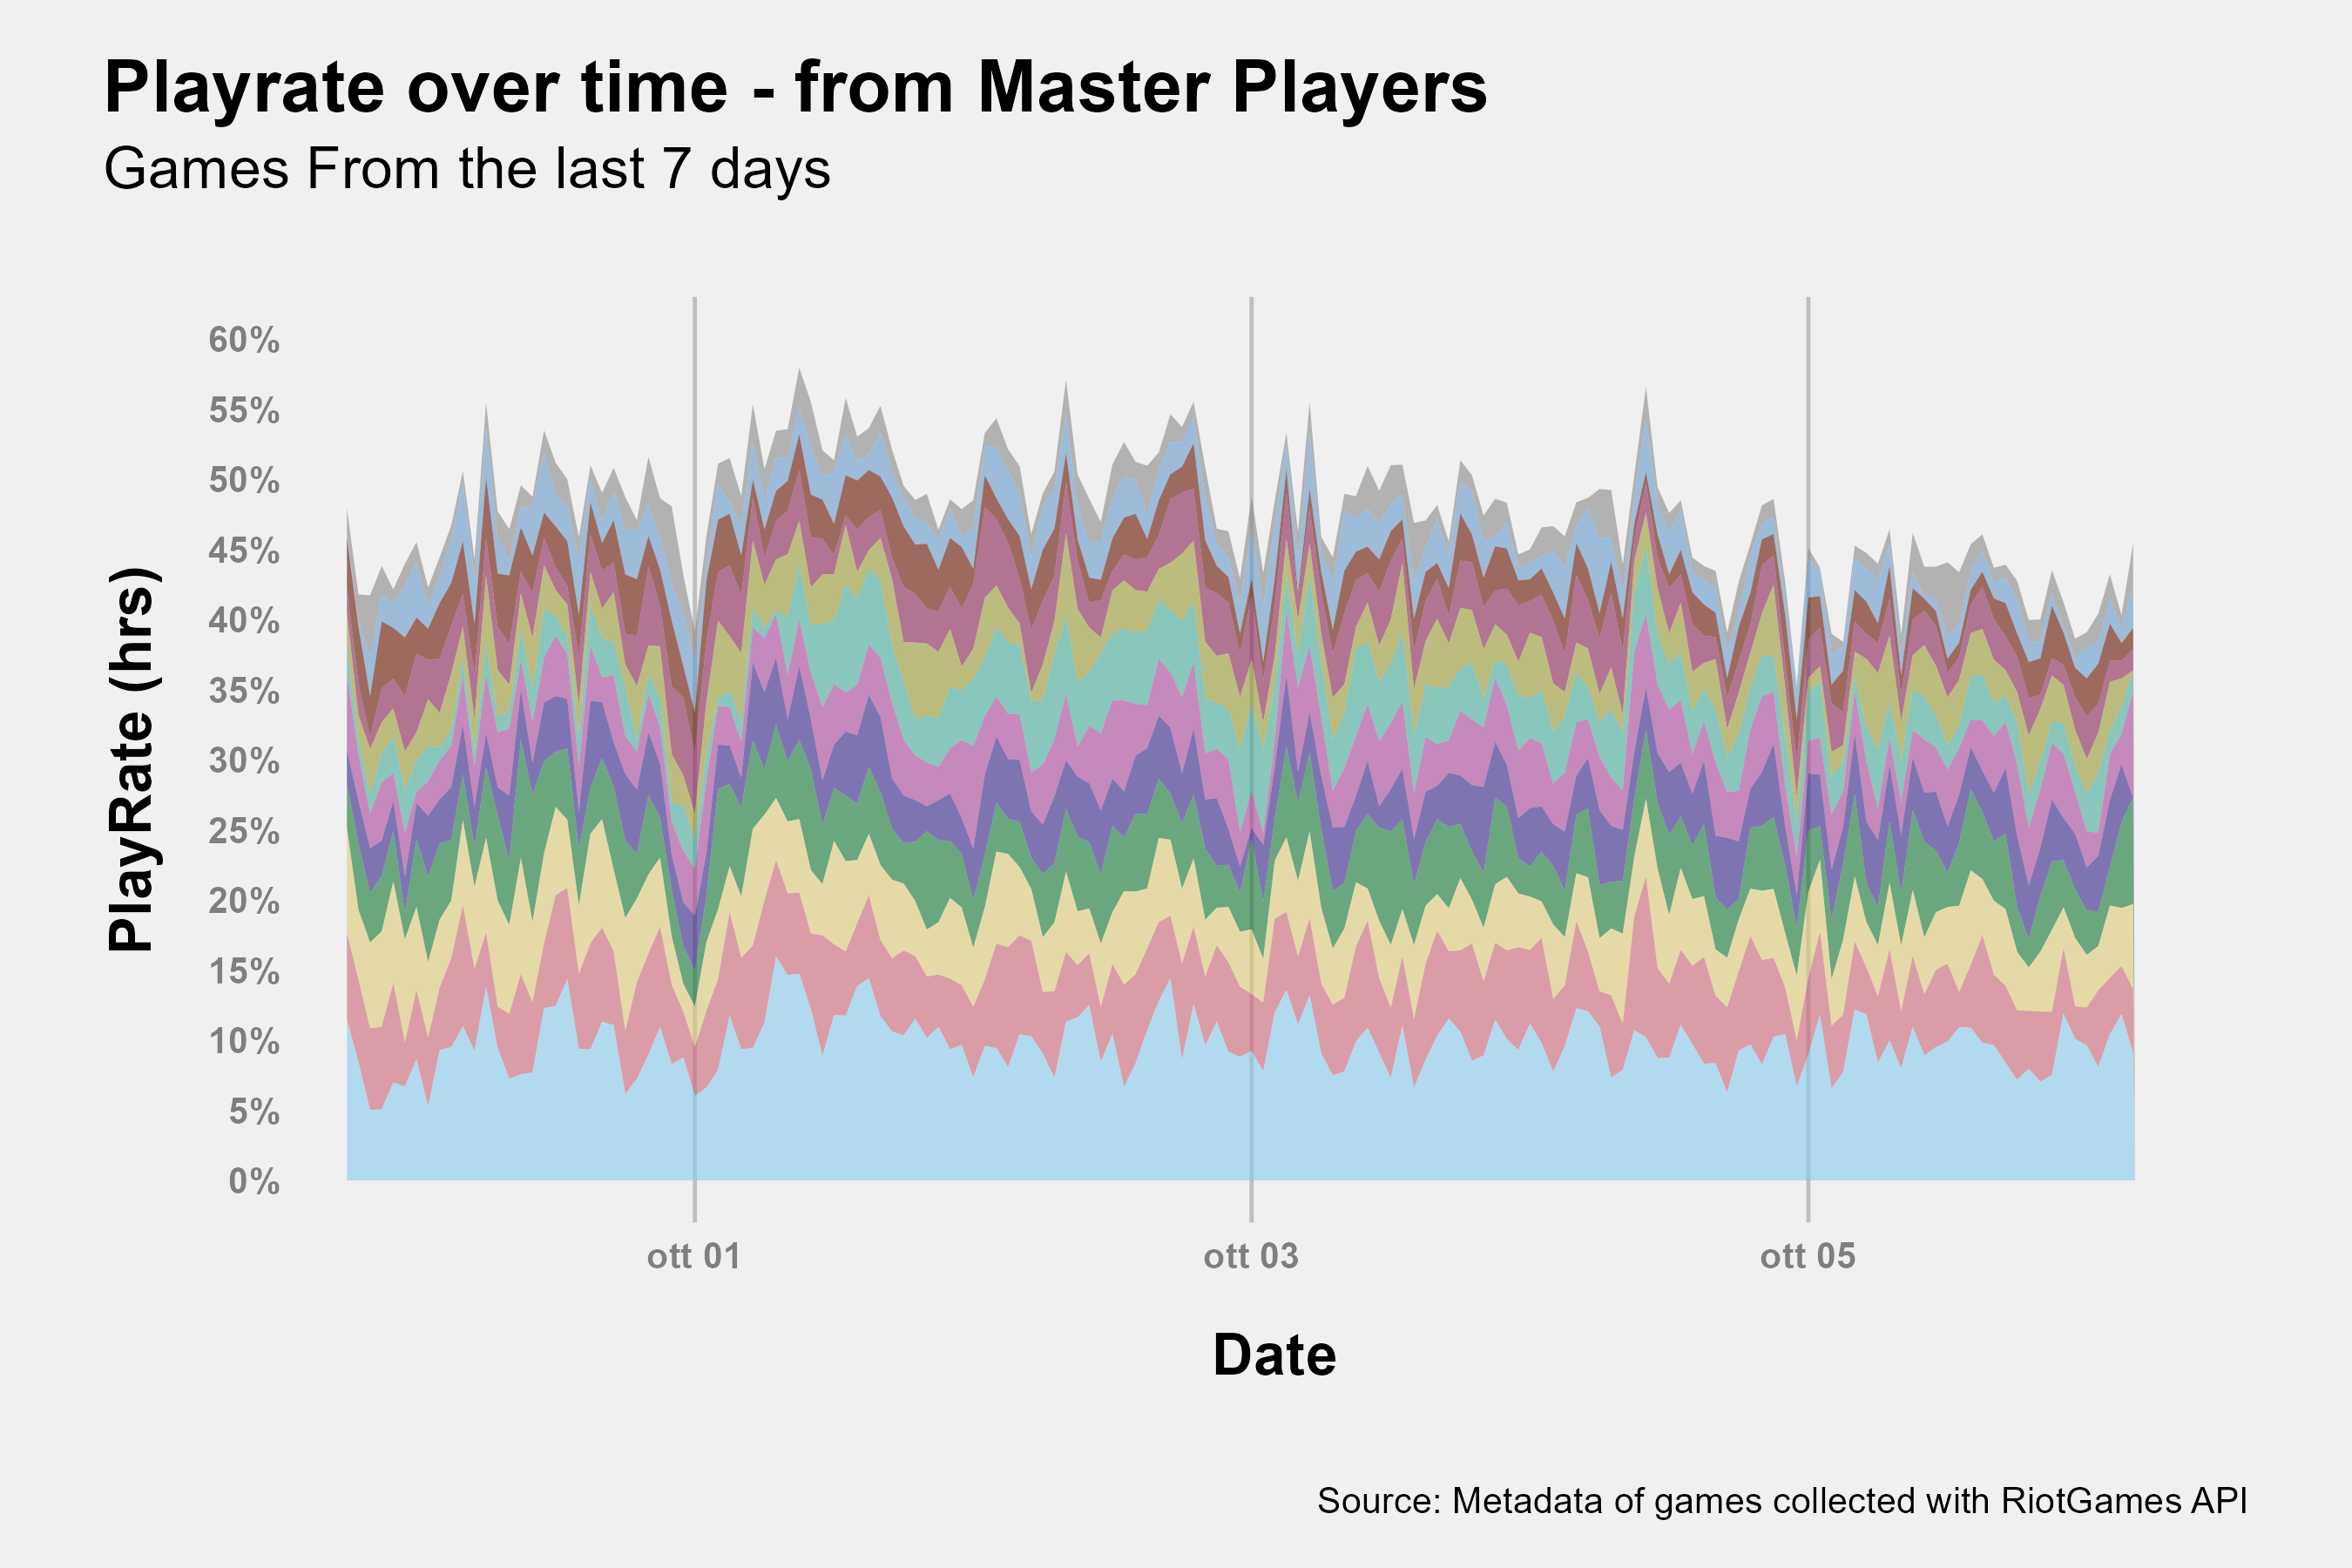 Playrate over time - from Master Players
Games From the last 7 days
60%
55%
50%
45%
40%
35%
30%
25%
20%
15%
10%
5%
0%
PlayRate (hrs)
ott 01
ott 03
ott 05
Date
Source: Metadata of games collected with RiotGames API